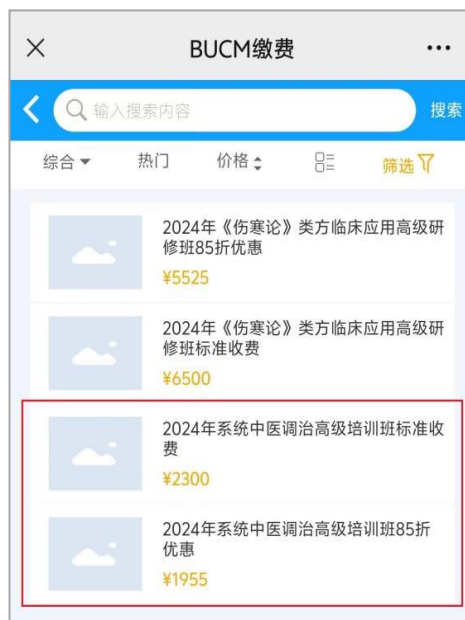 BUCM缴费
输入搜索内容 搜索
综合 热门 价格 筛选
2024年《伤寒论》类方临床应用高级研
修班85折优惠
¥5525
2024年《伤寒论》类方临床应用高级研
修班标准收费
¥6500
2024年系统中医调治高级培训班标准收
费
¥2300
2024年系统中医调治高级培训班85折
优惠
¥1955